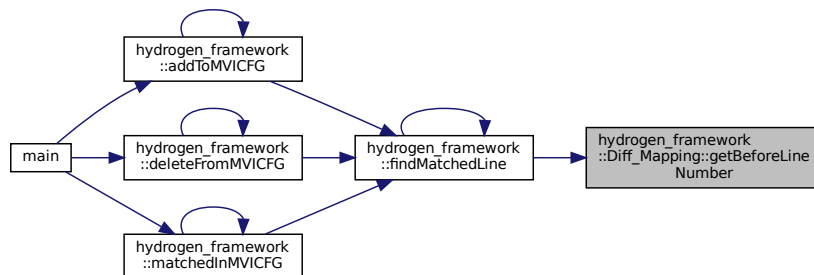 hydrogen_framework
::addToMVICFG
main
hydrogen_framework
::deleteFromMVICFG
hydrogen_framework
::matchedInMVICFG
hydrogen_framework
::findMatchedLine
hydrogen_framework
::Diff_Mapping::getBeforeLine
Number